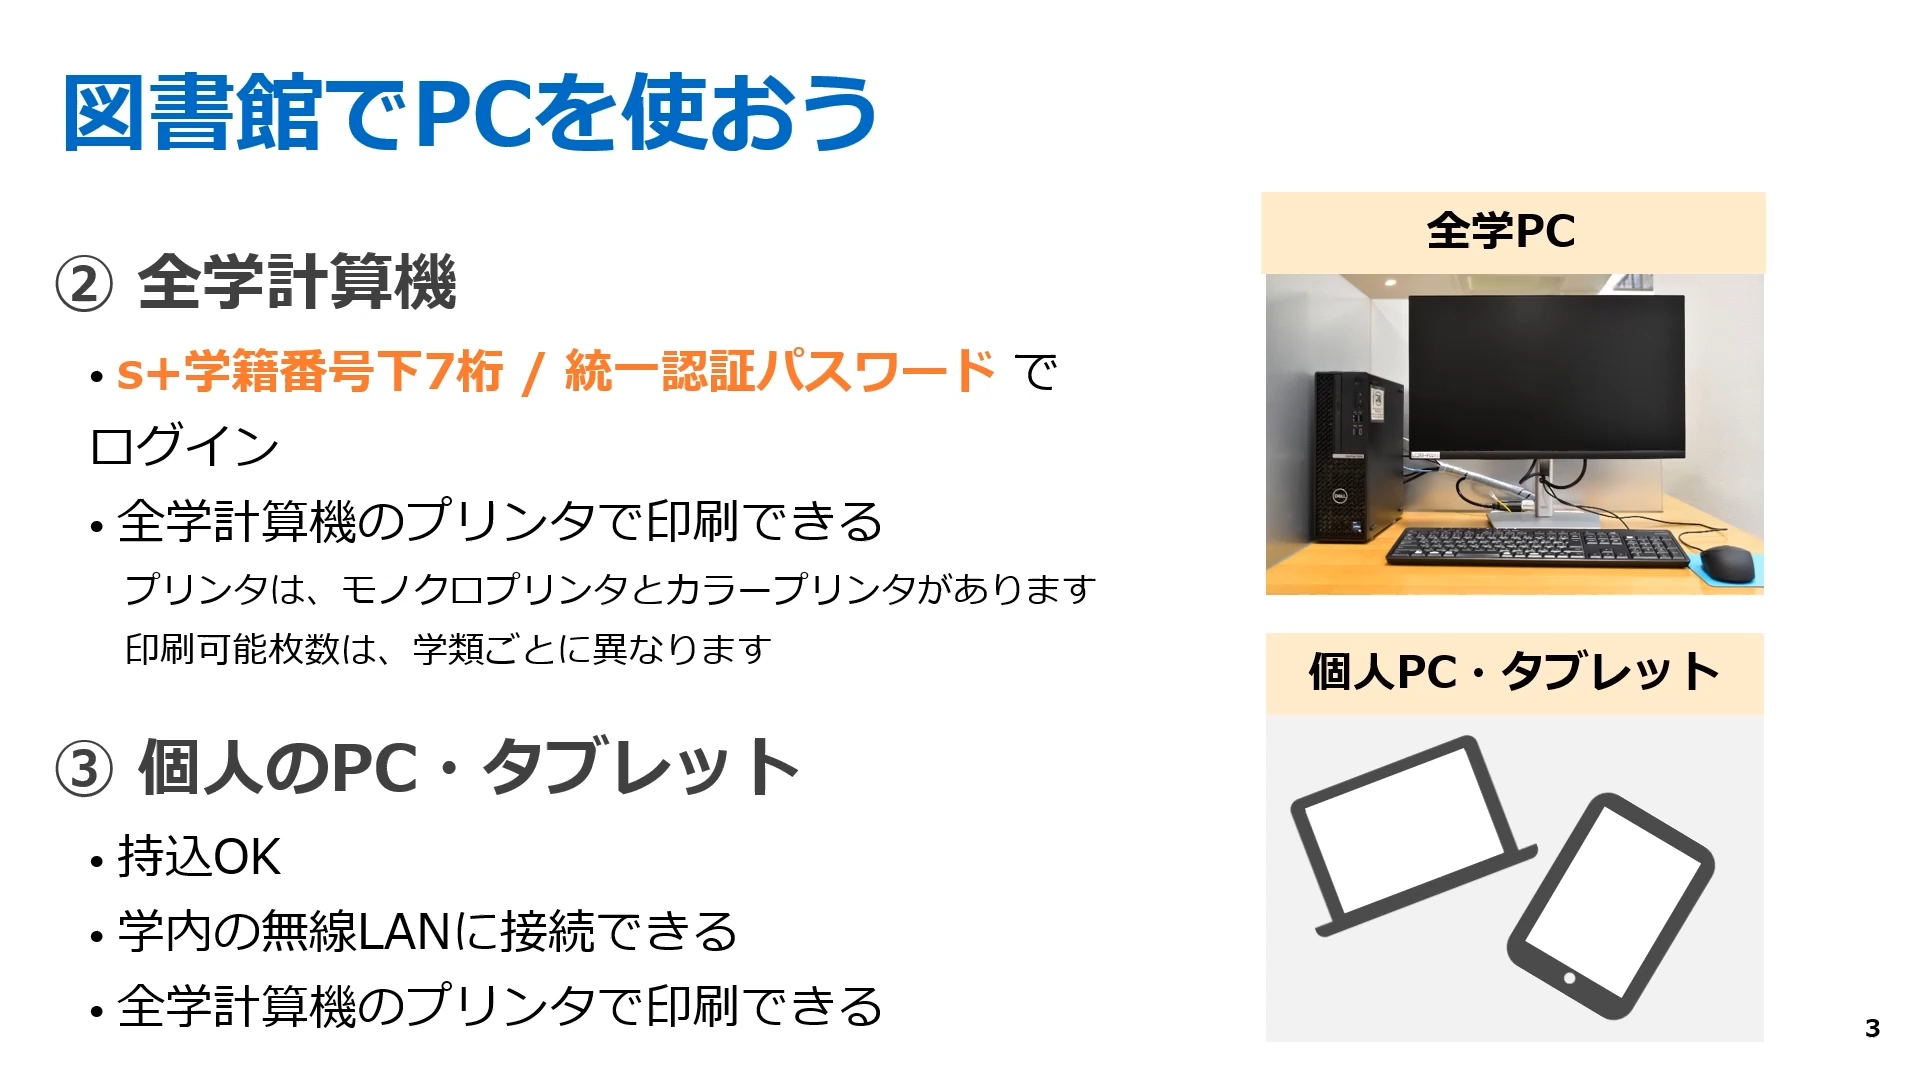 図書館でPCを使おう
② 全学計算機
• s+学籍番号下7桁 / 統一認証パスワード で
ログイン
• 全学計算機のプリンタで印刷できる
プリンタは、モノクロプリンタとカラープリンタがあります
印刷可能枚数は、学類ごとに異なります
③ 個人のPC・タブレット
• 持込OK
• 学内の無線LANに接続できる
• 全学計算機のプリンタで印刷できる
全学PC
DELL
個人PC・タブレット
3